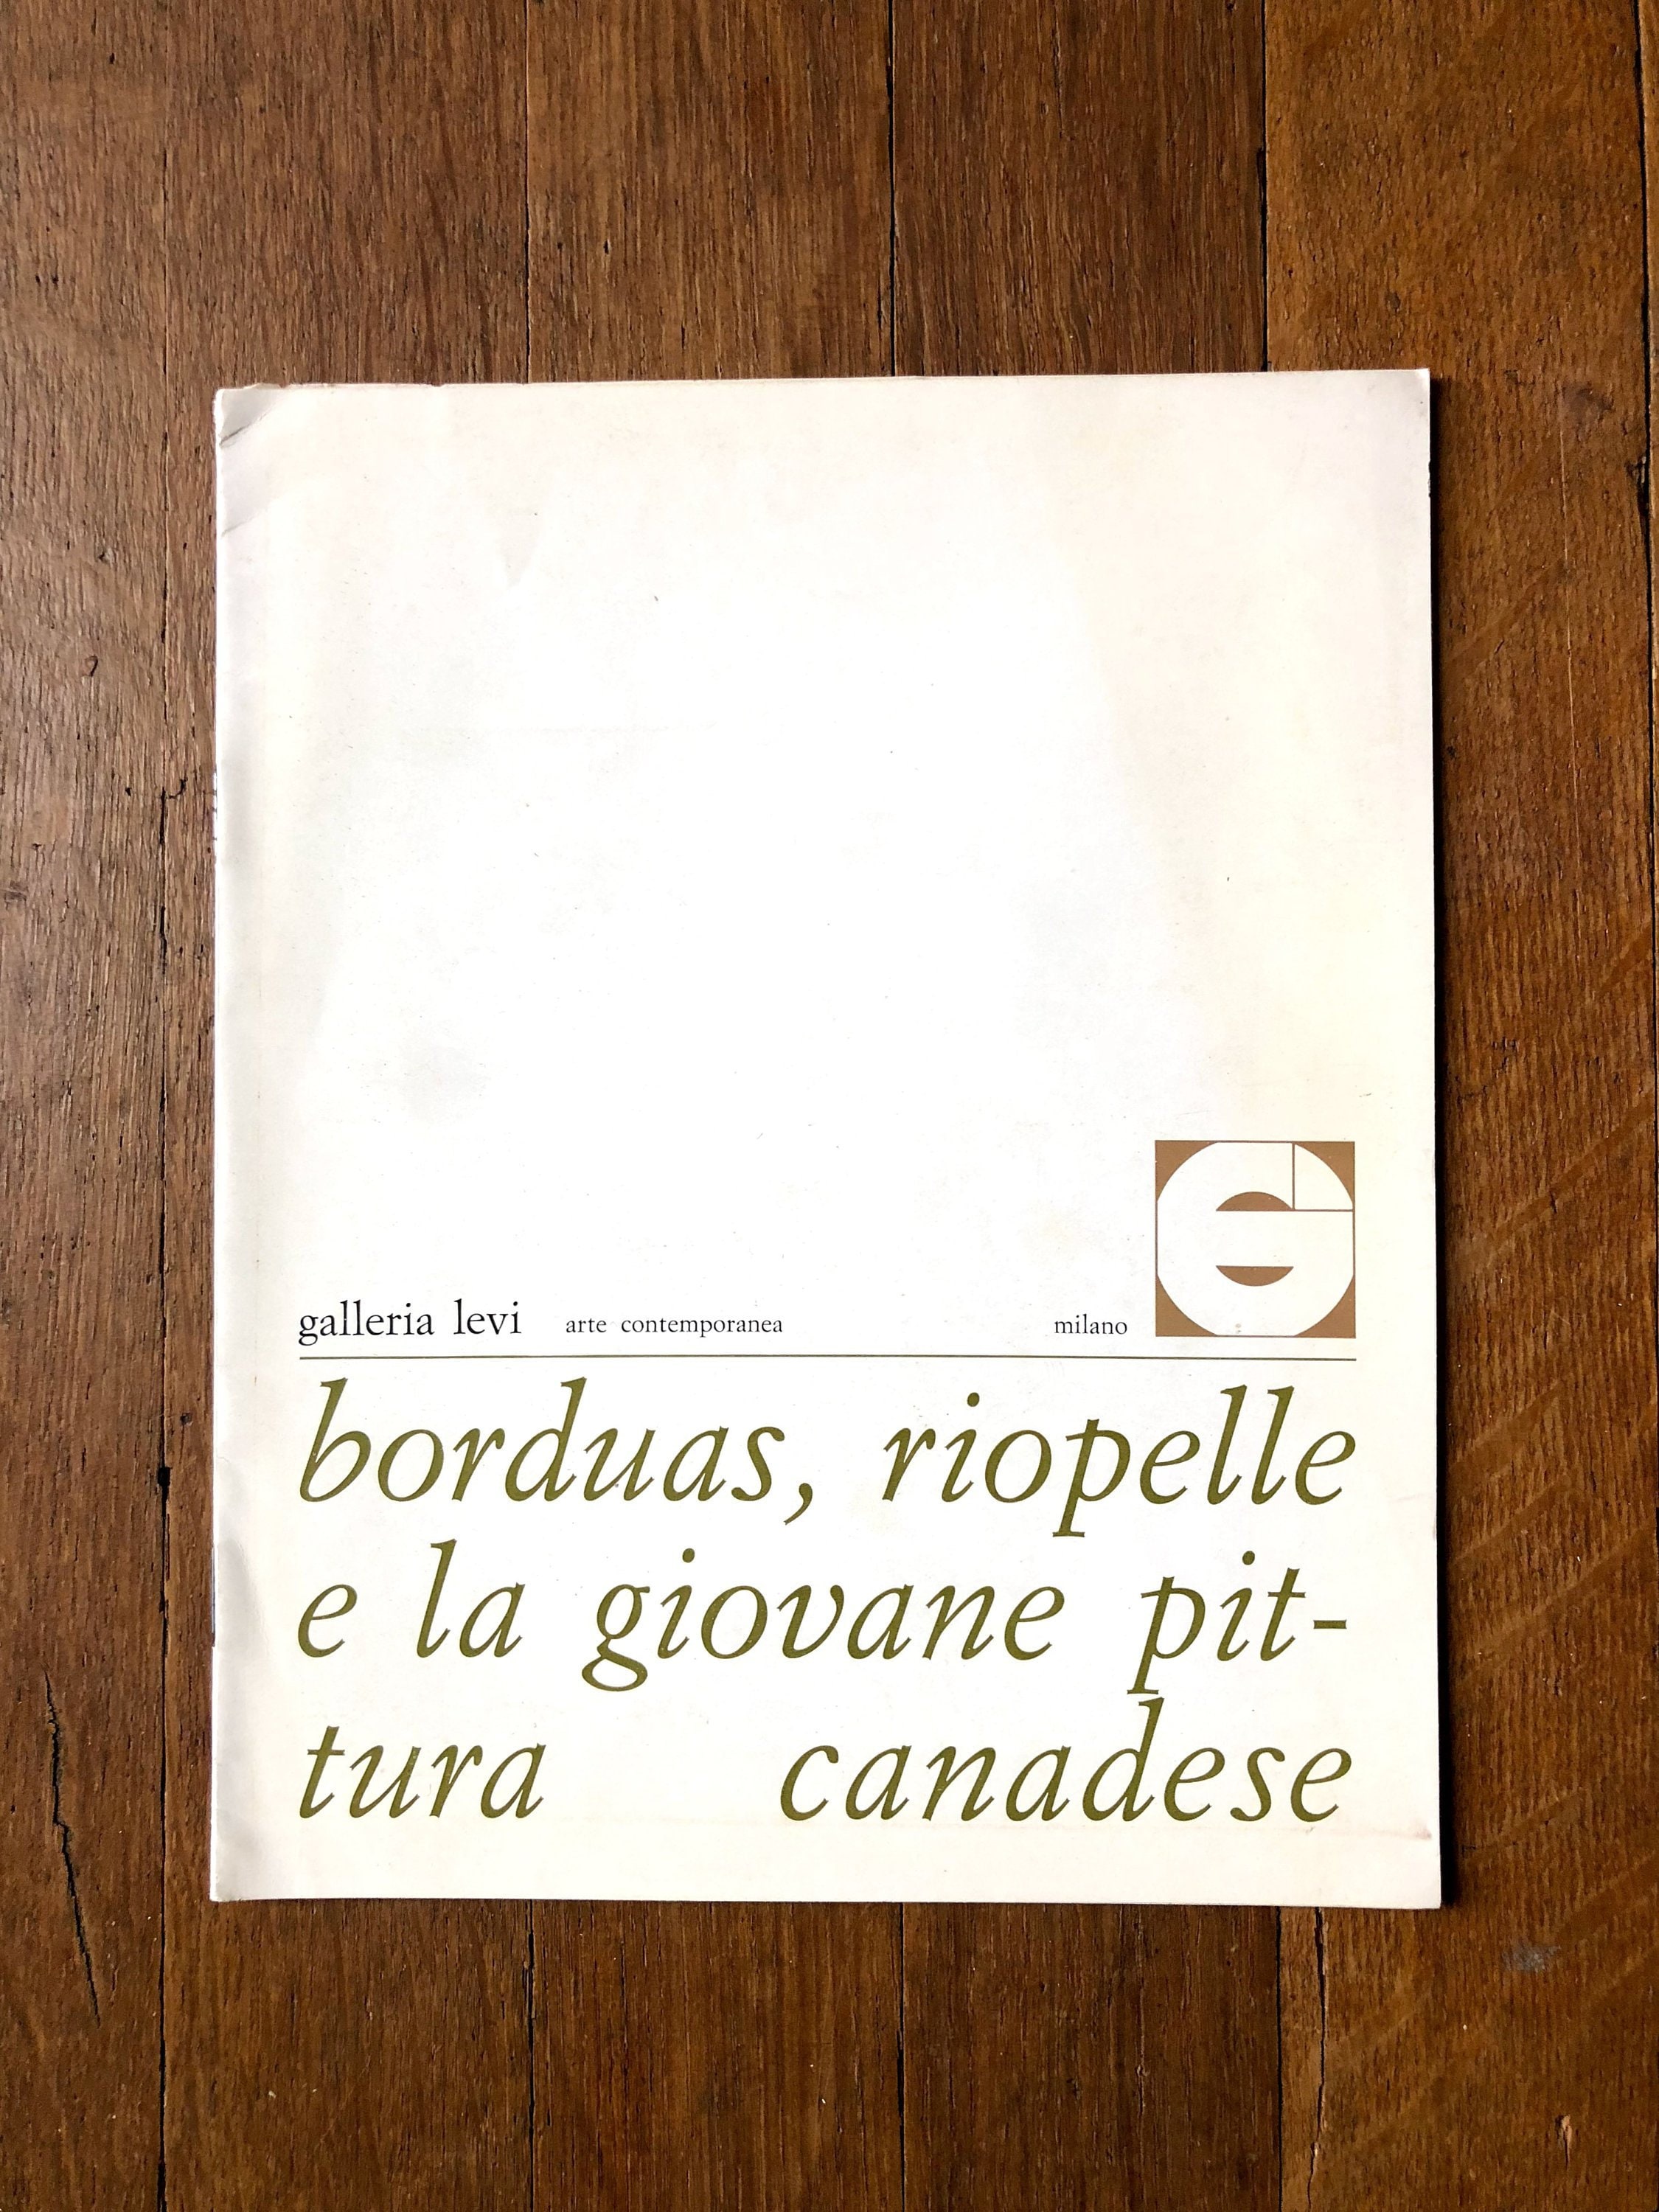 galleria levi arte contemporanea milano
borduas, riopelle
e la giovane pit-
tura canadese